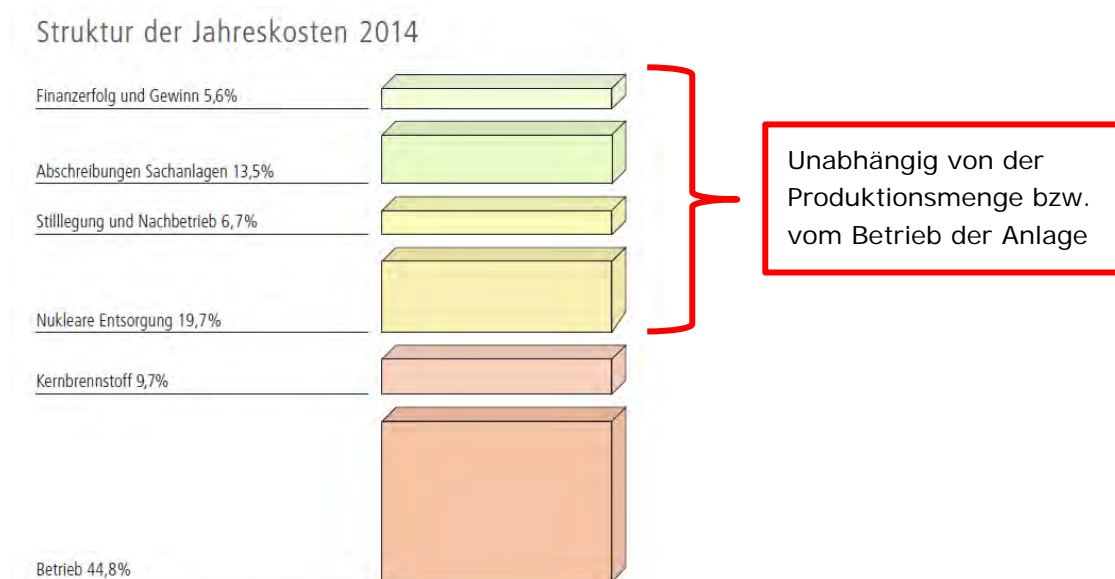 Struktur der Jahreskosten 2014
Finanzerfolg und Gewinn 5,6%
Abschreibungen Sachanlagen 13,5%
Stilllegung und Nachbetrieb 6,7%
Nukleare Entsorgung 19,7%
Kernbrennstoff 9,7%
Betrieb 44,8%
Unabhängig von der
Produktionsmenge bzw.
vom Betrieb der Anlage